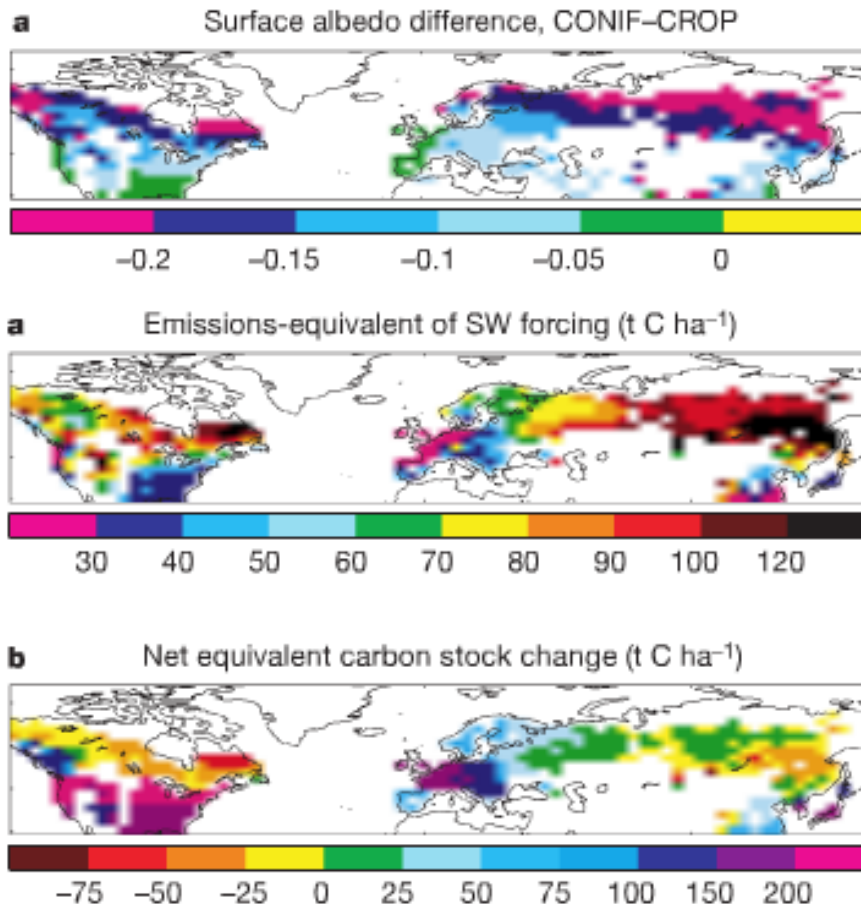 a Surface albedo difference, CONIF–CROP
–0.2 –0.15 –0.1 –0.05 0
a Emissions-equivalent of SW forcing (t C ha⁻¹)
30 40 50 60 70 80 90 100 120
b Net equivalent carbon stock change (t C ha⁻¹)
–75 –50 –25 0 25 50 75 100 150 200